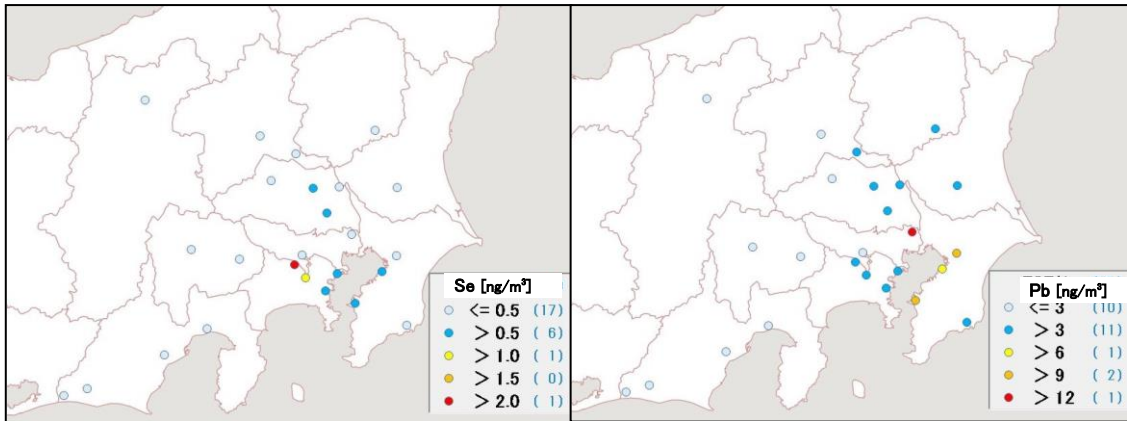 Se [ng/m³]
<= 0.5 (17)
> 0.5 ( 6)
> 1.0 ( 1)
> 1.5 ( 0)
> 2.0 ( 1)
Pb [ng/m³]
<= 3 (10)
> 3 (11)
> 6 ( 1)
> 9 ( 2)
> 12 ( 1)